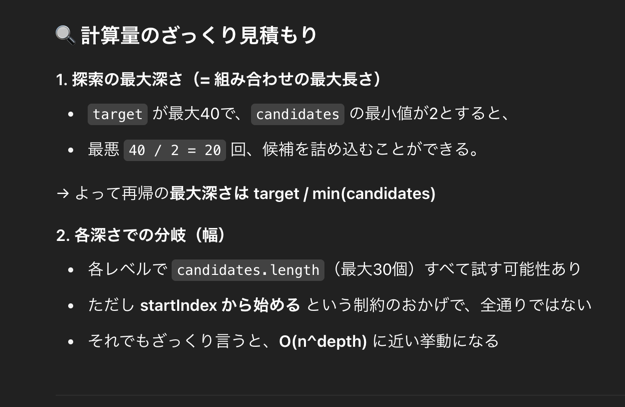 🔍 計算量のざっくり見積もり
1. 探索の最大深さ（= 組み合わせの最大長さ）
• target が最大40で、 candidates の最小値が2とすると、
• 最悪 40 / 2 = 20 回、候補を詰め込むことができる。
→ よって再帰の最大深さは target / min(candidates)
2. 各深さでの分岐（幅）
• 各レベルで candidates.length （最大30個）すべて試す可能性あり
• ただし startIndex から始める という制約のおかげで、全通りではない
• それでもざっくり言うと、O(n^depth) に近い挙動になる